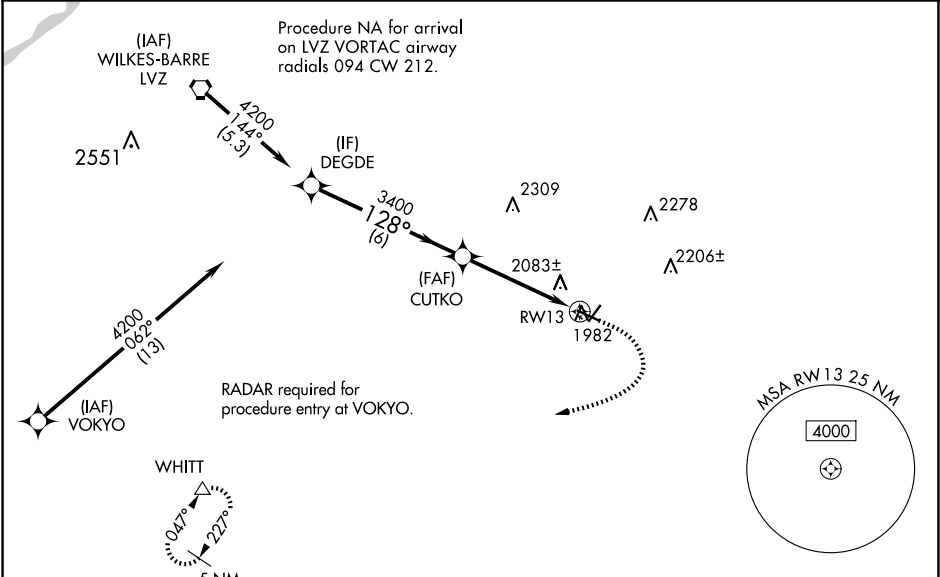 (IAF)
WILKES-BARRE
LVZ
Procedure NA for arrival
on LVZ VORTAC airway
radials 094 CW 212.
4200
144°
(5.3)
2551
(IF)
DEGDE
3400
128°
(6)
2309
2278
2206±
2083±
(FAF)
CUTKO
RW13
1982
4200
062°
(13)
(IAF)
VOKYO
RADAR required for
procedure entry at VOKYO.
MSA RW13 25 NM
4000
WHITT
047°
227°
5 NM